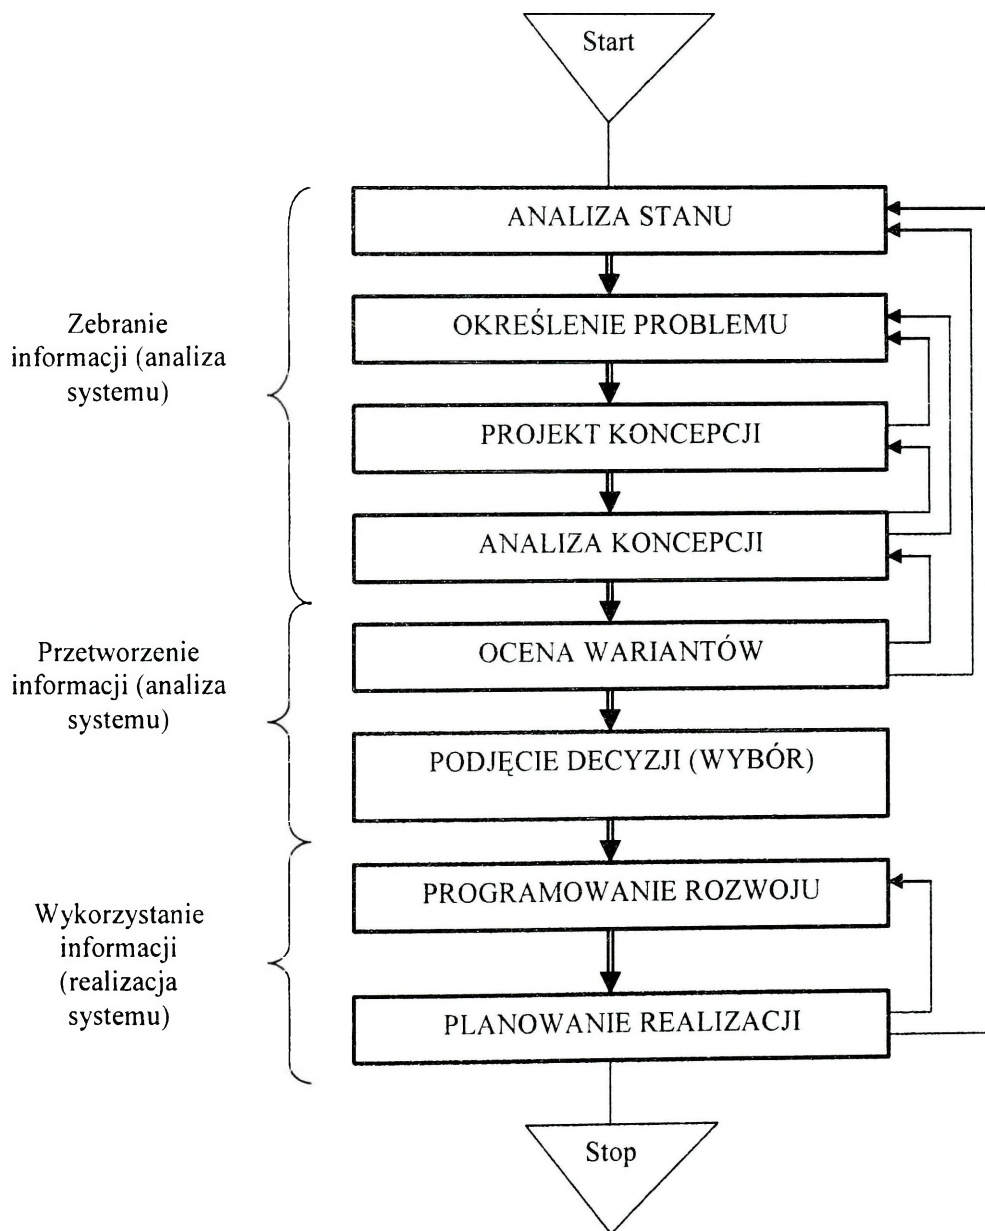 Start
ANALIZA STANU
OKREŚLENIE PROBLEMU
Zebranie
informacji (analiza
systemu)
PROJEKT KONCEPCJI
ANALIZA KONCEPCJI
OCENA WARIANTÓW
Przetworzenie
informacji (analiza
systemu)
PODJĘCIE DECYZJI (WYBÓR)
PROGRAMOWANIE ROZWOJU
Wykorzystanie
informacji
(realizacja
systemu)
PLANOWANIE REALIZACJI
Stop